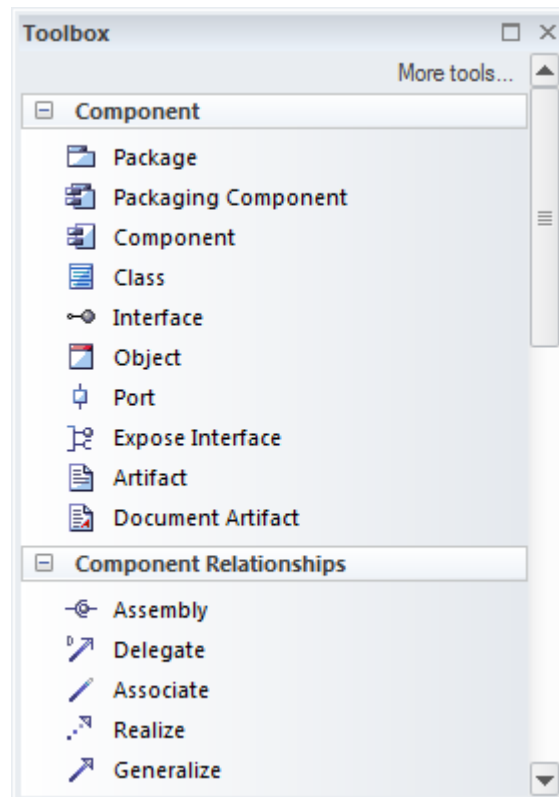 Toolbox
More tools...
Component
Package
Packaging Component
Component
Class
Interface
Object
Port
Expose Interface
Artifact
Document Artifact
Component Relationships
Assembly
Delegate
Associate
Realize
Generalize